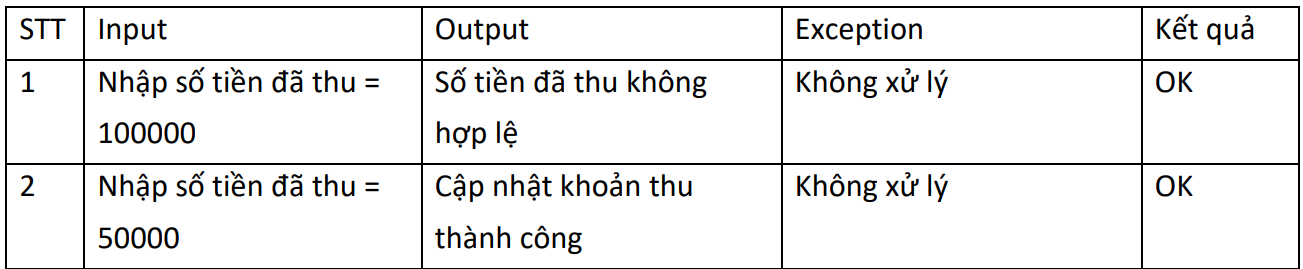 STT Input Output Exception Kết quả
1 Nhập số tiền đã thu = Số tiền đã thu không Không xử lý OK
100000 hợp lệ
2 Nhập số tiền đã thu = Cập nhật khoản thu Không xử lý OK
50000 thành công